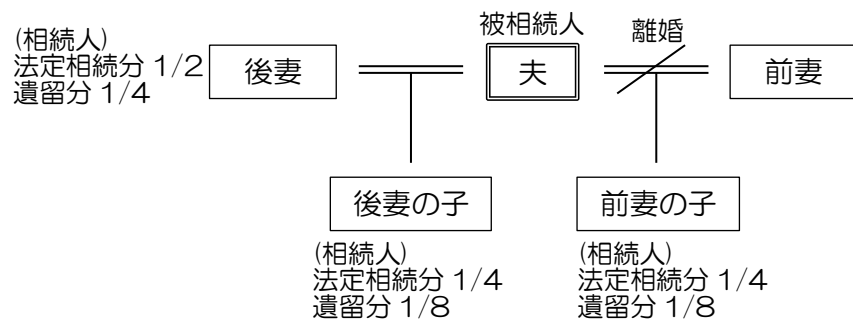 被相続人
離婚
(相続人)
法定相続分 1/2
遺留分 1/4
後妻
夫
前妻
後妻の子
前妻の子
(相続人)
法定相続分 1/4
遺留分 1/8
(相続人)
法定相続分 1/4
遺留分 1/8